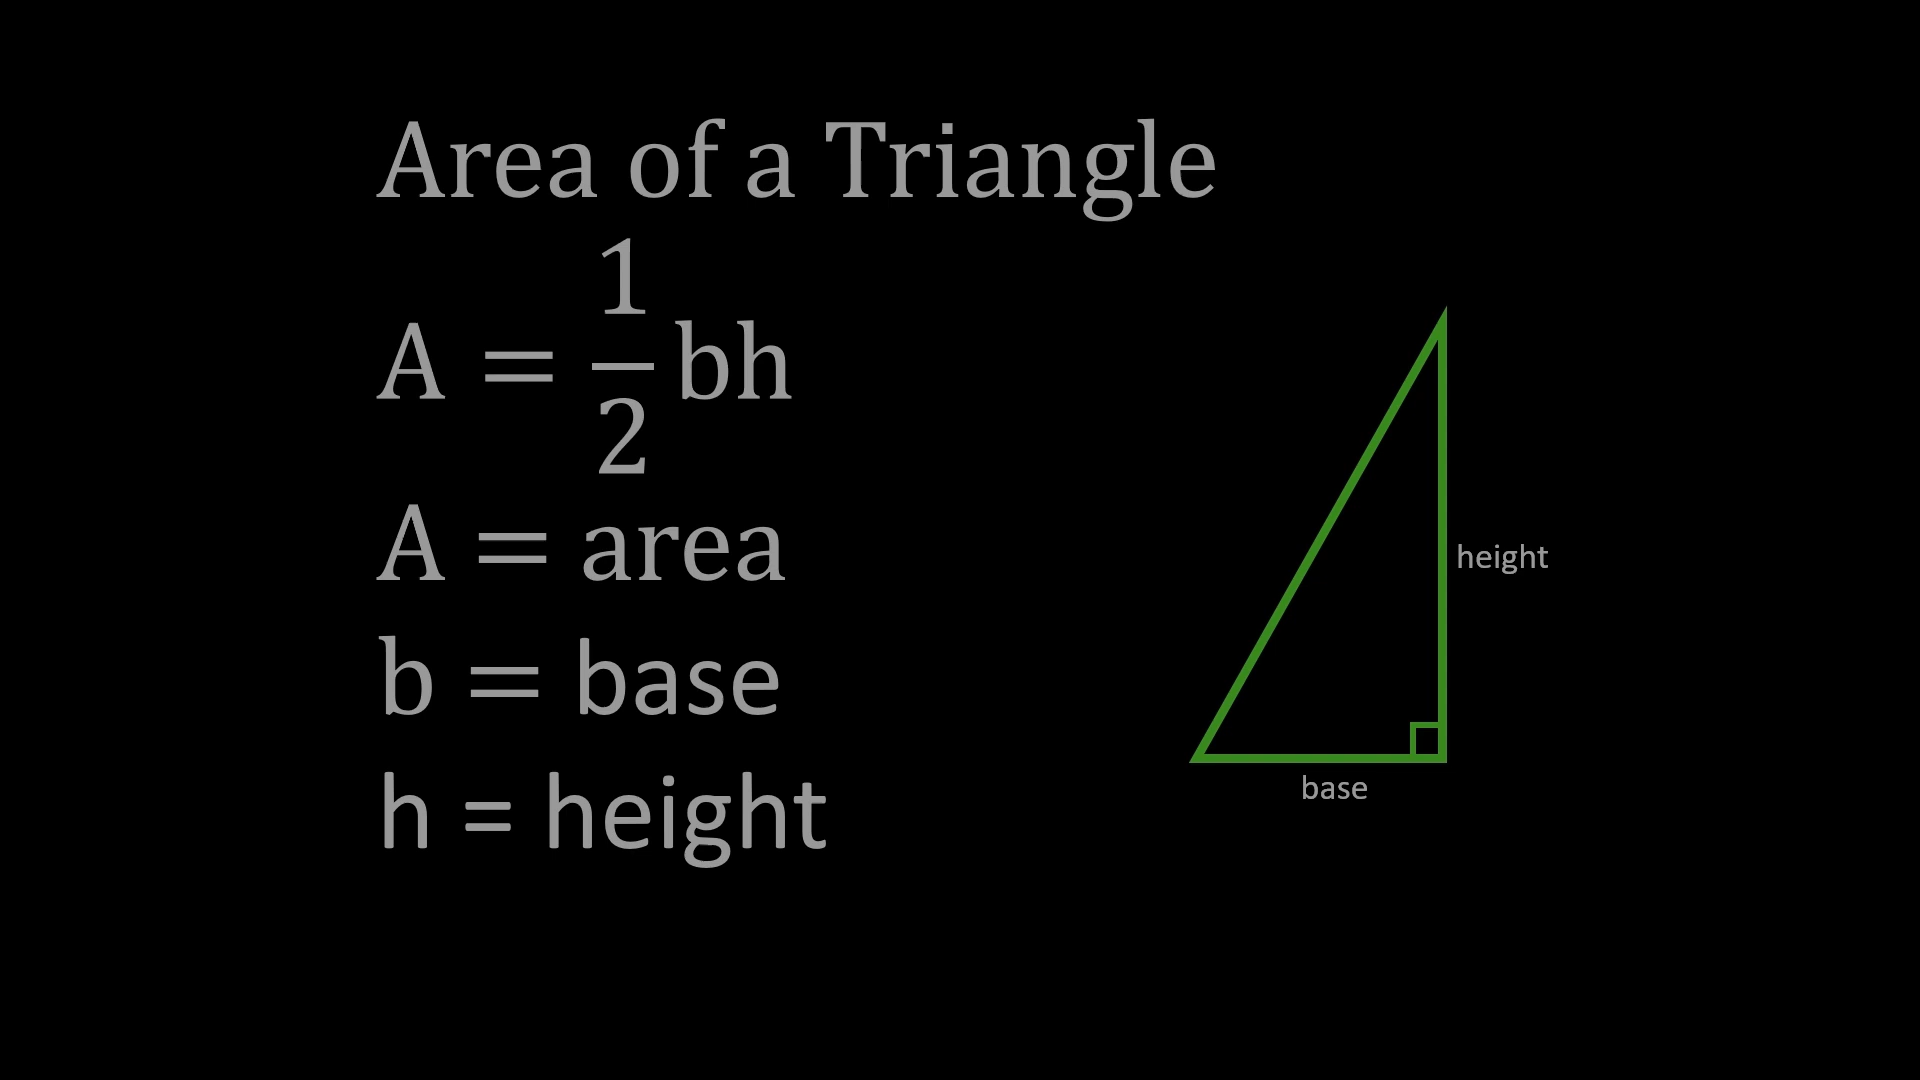 Area of a Triangle
A = 1/2 bh
A = area
b = base
h = height
height
base